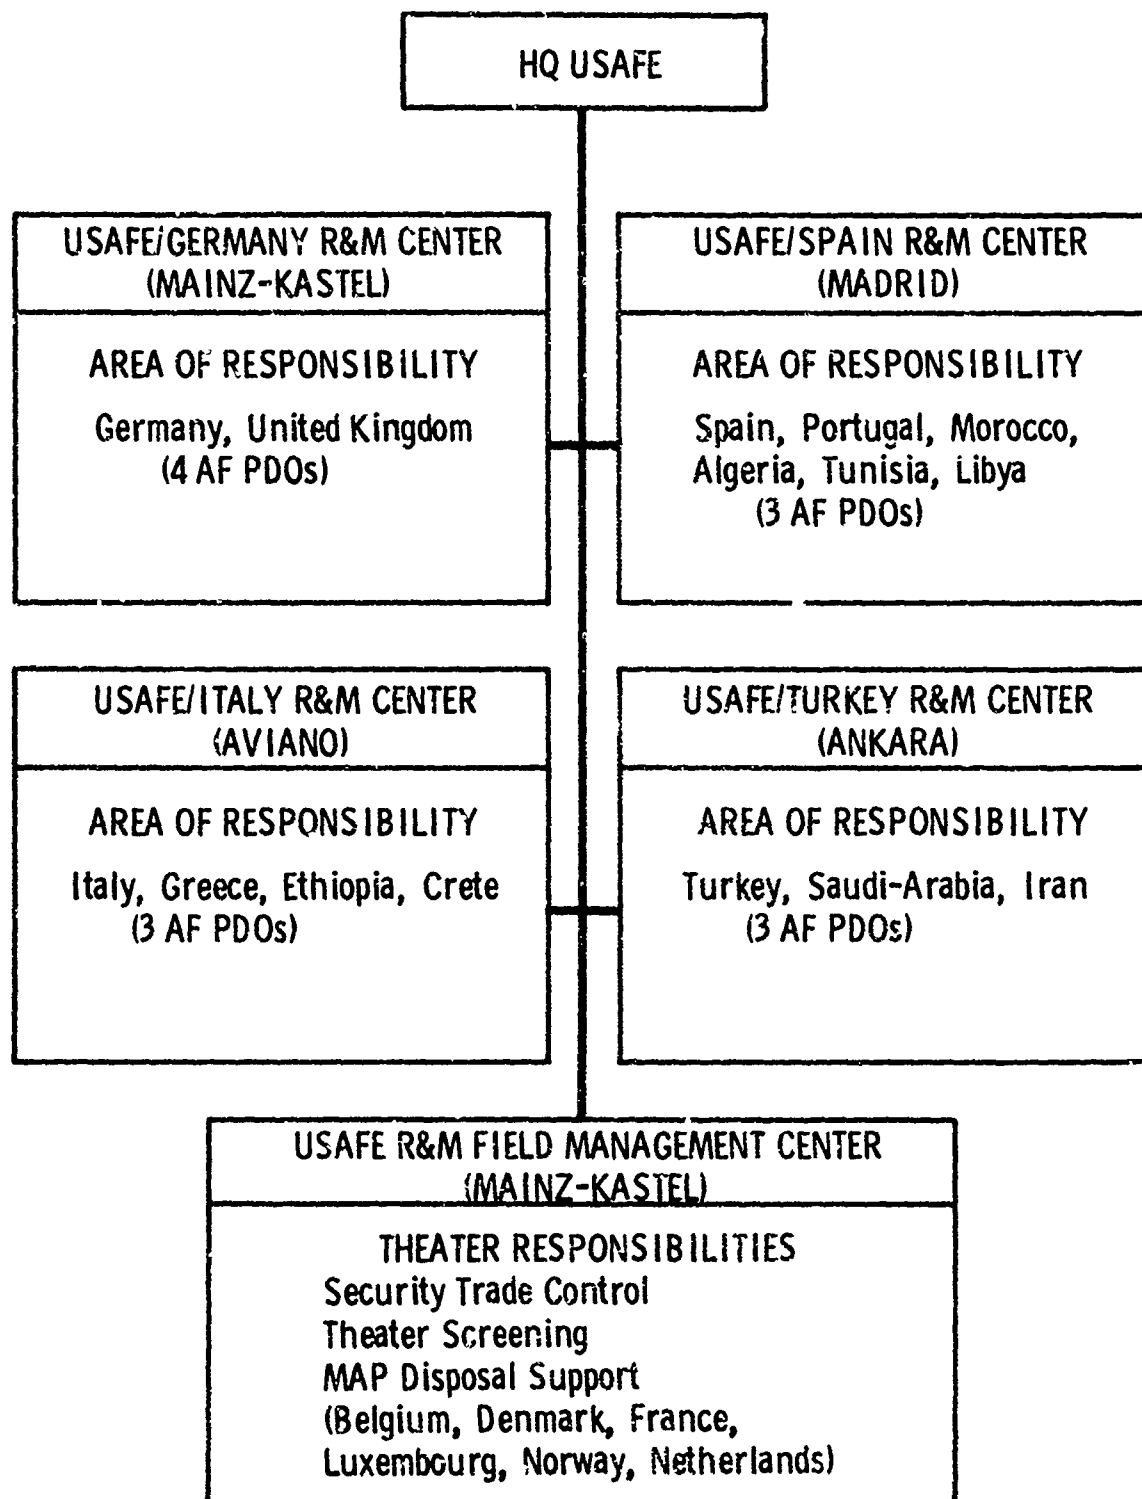 HQ USAFE
USAFE/GERMANY R&M CENTER
(MAINZ-KASTEL)
AREA OF RESPONSIBILITY
Germany, United Kingdom
(4 AF PDOs)
USAFE/SPAIN R&M CENTER
(MADRID)
AREA OF RESPONSIBILITY
Spain, Portugal, Morocco,
Algeria, Tunisia, Libya
(3 AF PDOs)
USAFE/ITALY R&M CENTER
(AVIANO)
AREA OF RESPONSIBILITY
Italy, Greece, Ethiopia, Crete
(3 AF PDOs)
USAFE/TURKEY R&M CENTER
(ANKARA)
AREA OF RESPONSIBILITY
Turkey, Saudi-Arabia, Iran
(3 AF PDOs)
USAFE R&M FIELD MANAGEMENT CENTER
(MAINZ-KASTEL)
THEATER RESPONSIBILITIES
Security Trade Control
Theater Screening
MAP Disposal Support
(Belgium, Denmark, France,
Luxembourg, Norway, Netherlands)